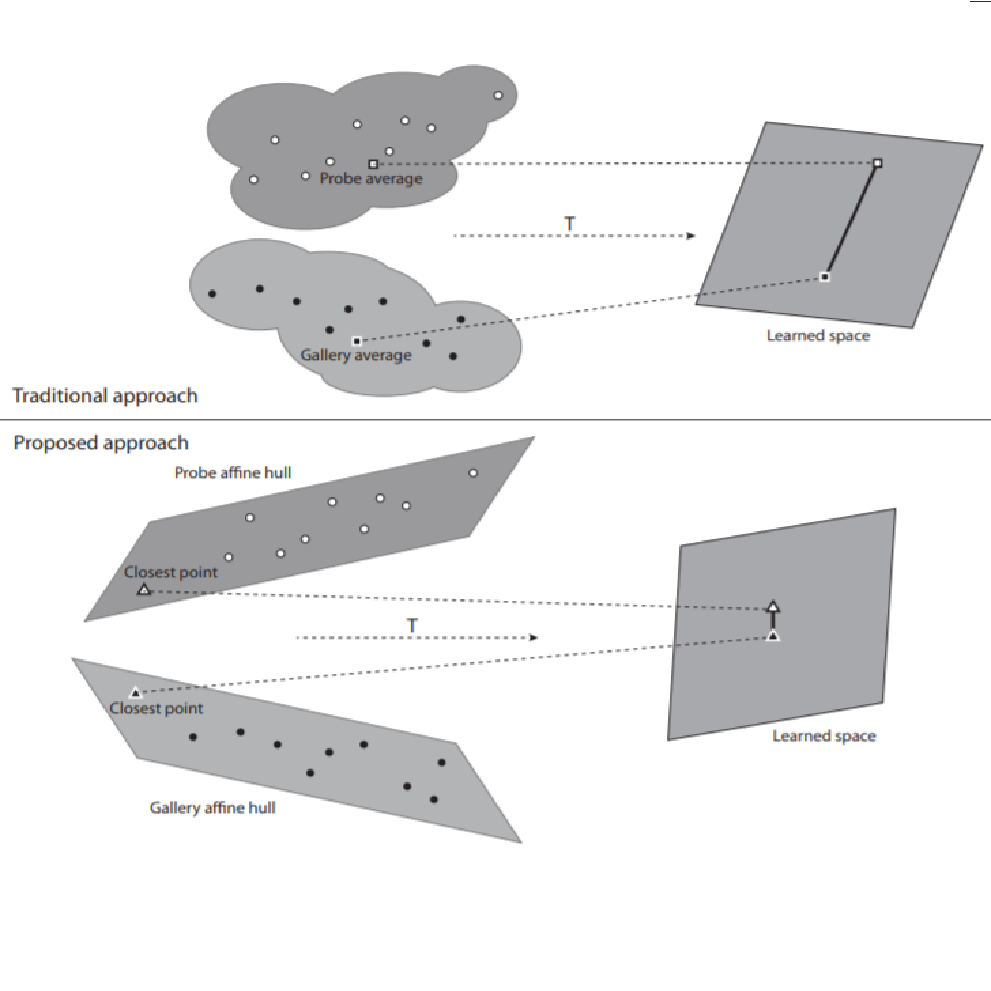 Probe average
T
Learned space
Gallery average
Traditional approach
Proposed approach
Probe affine hull
Closest point
T
Closest point
Learned space
Gallery affine hull